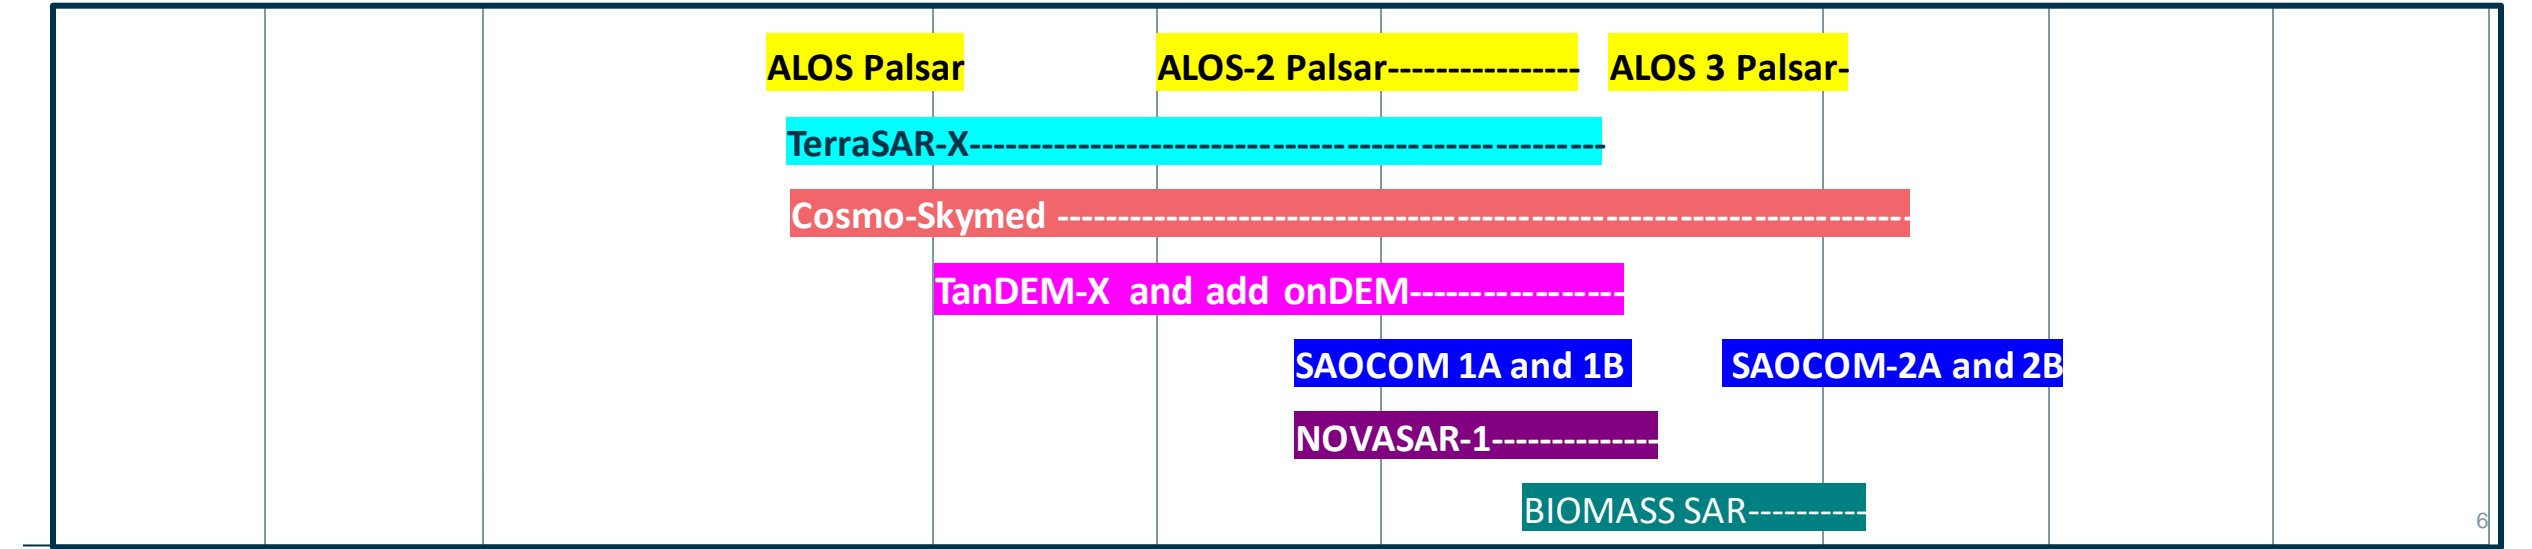 ALOS Palsar ALOS-2 Palsar---------------- ALOS 3 Palsar-
TerraSAR-X-----------------------------------------------------
Cosmo-Skymed -----------------------------------------------------------------------
TanDEM-X and add onDEM------------------
SAOCOM 1A and 1B SAOCOM-2A and 2B
NOVASAR-1--------------
BIOMASS SAR----------
6